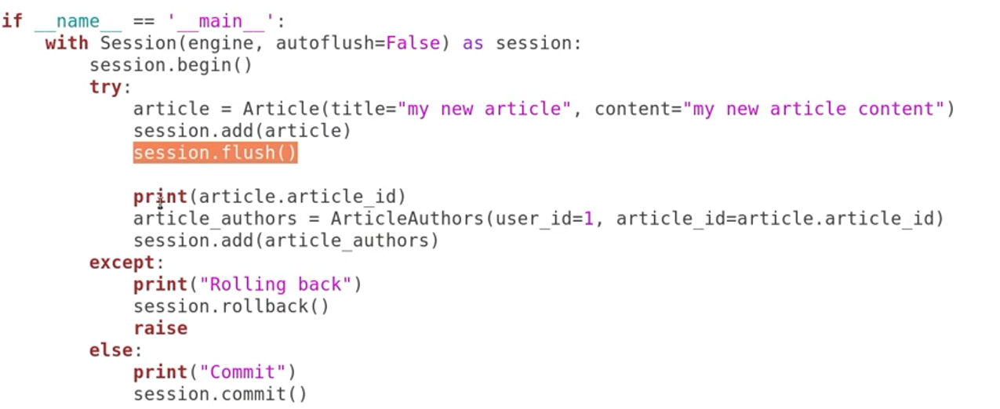 if __name__ == '__main__':
    with Session(engine, autoflush=False) as session:
        session.begin()
        try:
            article = Article(title="my new article", content="my new article content")
            session.add(article)
            session.flush()

            print(article.article_id)
            article_authors = ArticleAuthors(user_id=1, article_id=article.article_id)
            session.add(article_authors)
        except:
            print("Rolling back")
            session.rollback()
            raise
        else:
            print("Commit")
            session.commit()